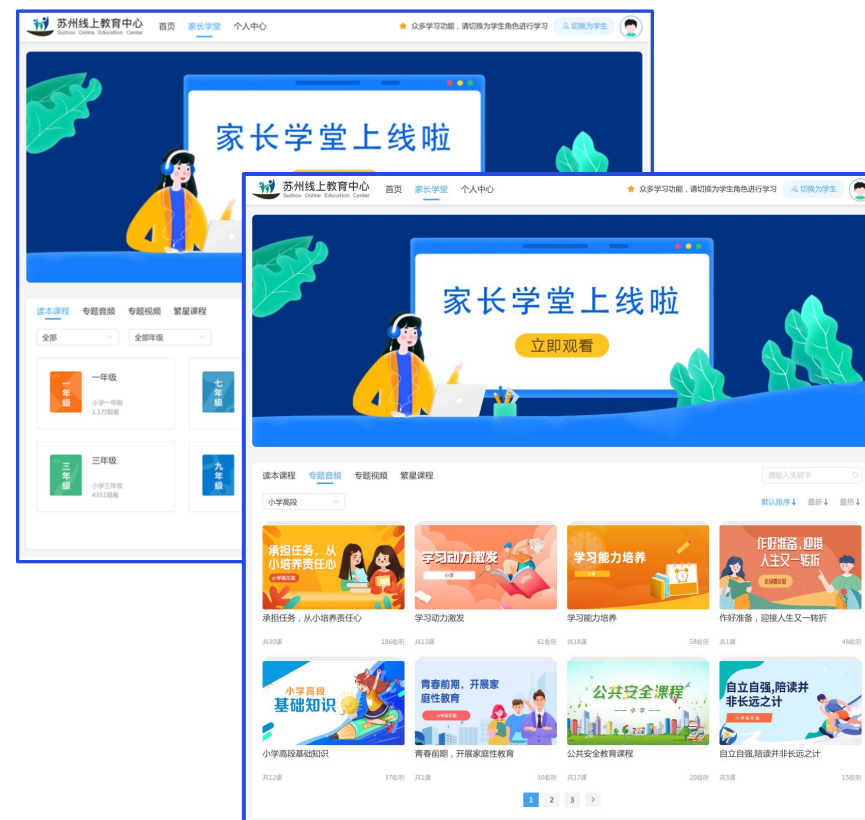 苏州线上教育中心 首页 家长学堂 个人中心 众多学习功能，请切换为学生角色进行学习 切换为学生
Suzhou Online Education Center
家长学堂上线啦
读本课程 专题音频 专题视频 繁星课程
全部 全部年级
一年级 一年级 七年级
小学一年级
1.1万观看
三年级 三年级 九年级
小学三年级
4351观看
苏州线上教育中心 首页 家长学堂 个人中心 众多学习功能，请切换为学生角色进行学习 切换为学生
Suzhou Online Education Center
家长学堂上线啦
立即观看
读本课程 专题音频 专题视频 繁星课程 请输入关键字
小学高段 默认排序↓ 最新↓ 最热↓
承担任务，从
小培养责任心
小学高年级
学习动力激发
小学
学习能力培养
作好准备，迎接
人生又一转折
承担任务，从小培养责任心 学习动力激发 学习能力培养 作好准备，迎接人生又一转折
共30课 186收听 共13课 61收听 共18课 58收听 共1课 48收听
小学高段
基础知识
青春前期，开展家
庭性教育
公共安全课程
小学
自立自强,陪读并
非长远之计
小学高段基础知识 青春前期，开展家庭性教育 公共安全教育课程 自立自强,陪读并非长远之计
共12课 37收听 共1课 30收听 共17课 20收听 共3课 15收听
1 2 3 >